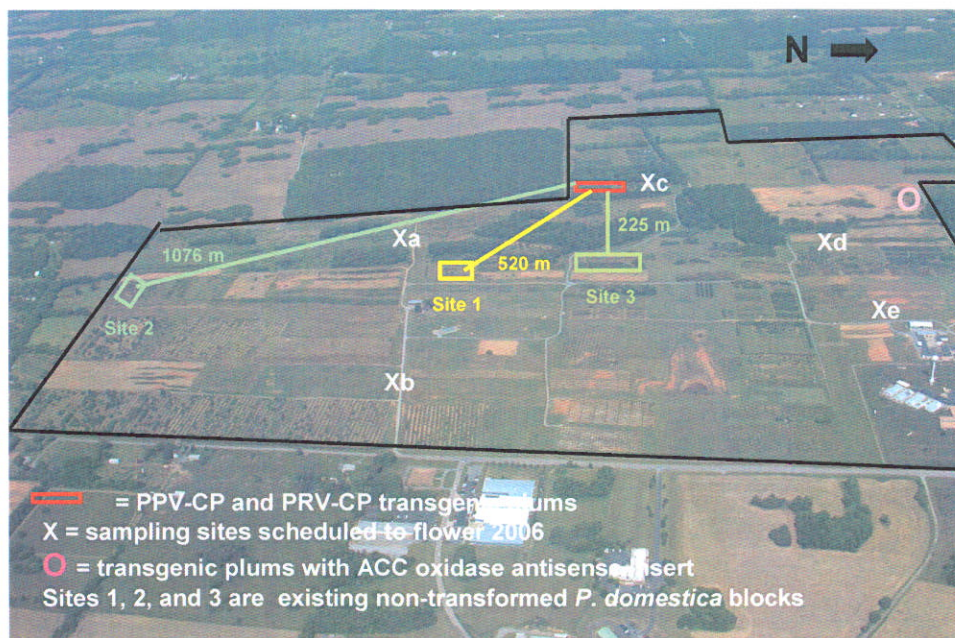 N
Xc
Xa
225 m
Xd
1076 m
520 m
Site 1
Site 3
Site 2
Xe
Xb
= PPV-CP and PRV-CP transgenic plums
X = sampling sites scheduled to flower 2006
O = transgenic plums with ACC oxidase antisense insert
Sites 1, 2, and 3 are existing non-transformed P. domestica blocks